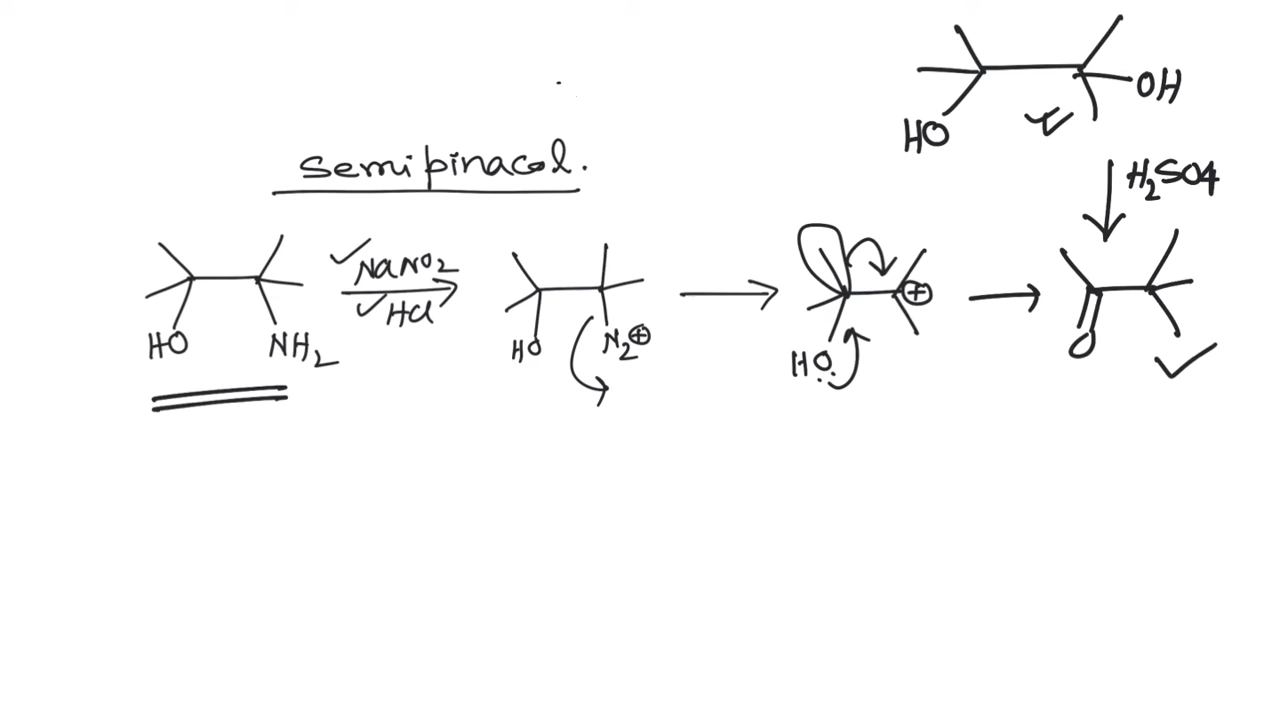 OH
HO
Semipinacol.
H2SO4
NaNO2
HCl
HO
NH2
HO
N2⊕
HO:
⊕
O